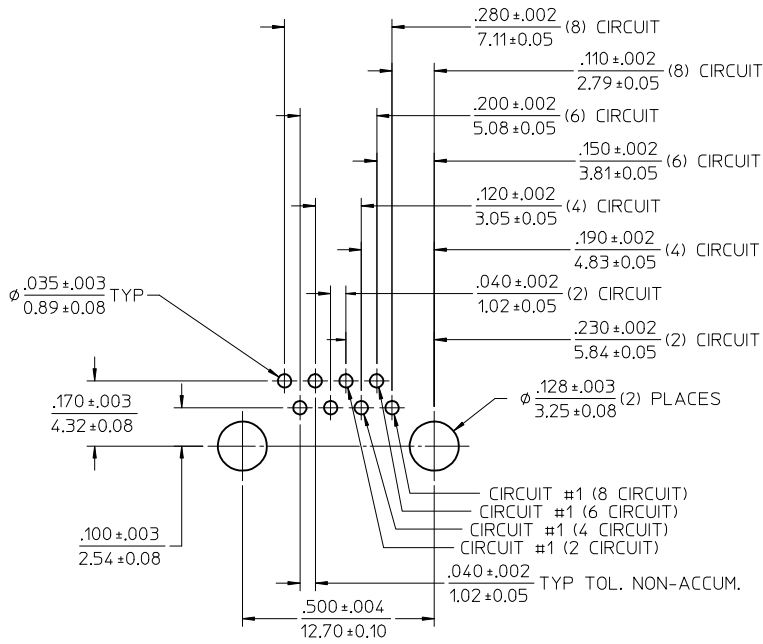 .280±.002 (8) CIRCUIT
7.11±0.05
.110±.002 (8) CIRCUIT
2.79±0.05
.200±.002 (6) CIRCUIT
5.08±0.05
.150±.002 (6) CIRCUIT
3.81±0.05
.120±.002 (4) CIRCUIT
3.05±0.05
.190±.002 (4) CIRCUIT
4.83±0.05
.040±.002 (2) CIRCUIT
1.02±0.05
.230±.002 (2) CIRCUIT
5.84±0.05
φ .035±.003 TYP
0.89±0.08
.170±.003
4.32±0.08
φ .128±.003 (2) PLACES
3.25±0.08
.100±.003
2.54±0.08
CIRCUIT #1 (8 CIRCUIT)
CIRCUIT #1 (6 CIRCUIT)
CIRCUIT #1 (4 CIRCUIT)
CIRCUIT #1 (2 CIRCUIT)
.040±.002 TYP TOL. NON-ACCUM.
1.02±0.05
.500±.004
12.70±0.10